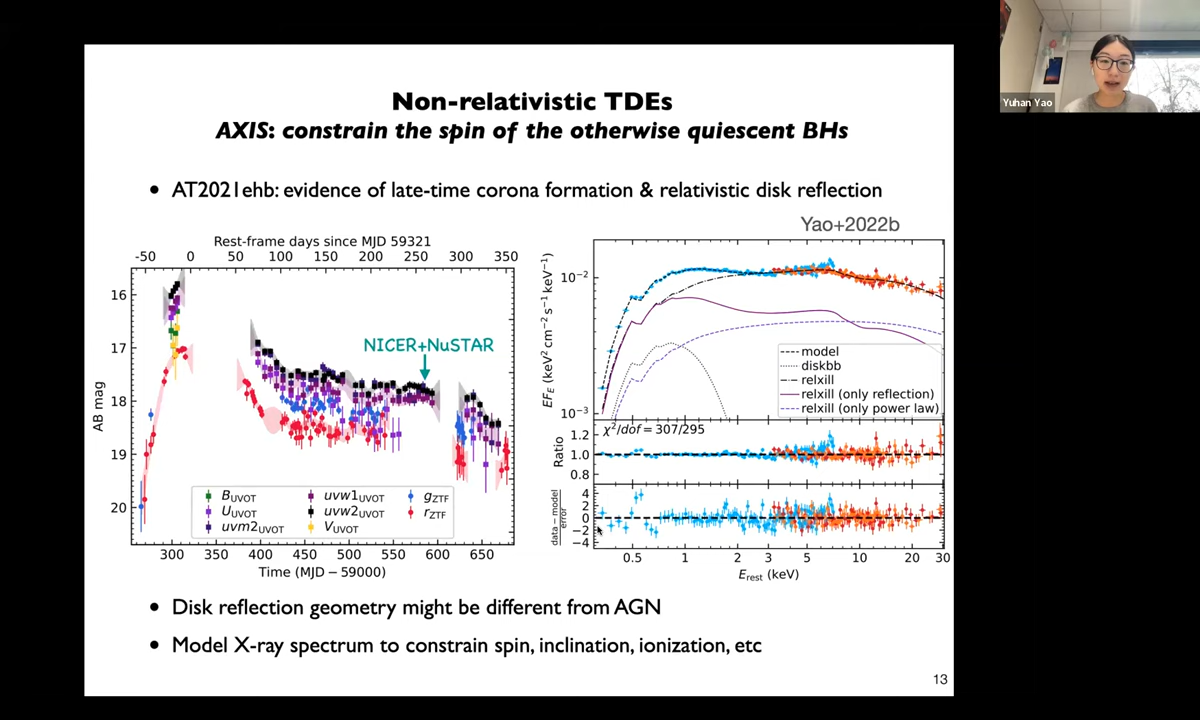 Non-relativistic TDEs
AXIS: constrain the spin of the otherwise quiescent BHs
Yuhan Yao
• AT2021ehb: evidence of late-time corona formation & relativistic disk reflection
Yao+2022b
Rest-frame days since MJD 59321
-50 0 50 100 150 200 250 300 350
16
17
18
19
20
AB mag
NICER+NuSTAR
B_UVOT uvw1_UVOT g_ZTF
U_UVOT uvw2_UVOT r_ZTF
uvm2_UVOT V_UVOT
300 350 400 450 500 550 600 650
Time (MJD − 59000)
EF_E (keV² cm⁻² s⁻¹ keV⁻¹)
10⁻²
10⁻³
model
diskbb
relxill
relxill (only reflection)
relxill (only power law)
χ²/dof = 307/295
Ratio
1.2
1.0
0.8
data − model
error
4
2
0
−2
−4
0.5 1 2 3 5 10 20 30
E_rest (keV)
• Disk reflection geometry might be different from AGN
• Model X-ray spectrum to constrain spin, inclination, ionization, etc
13